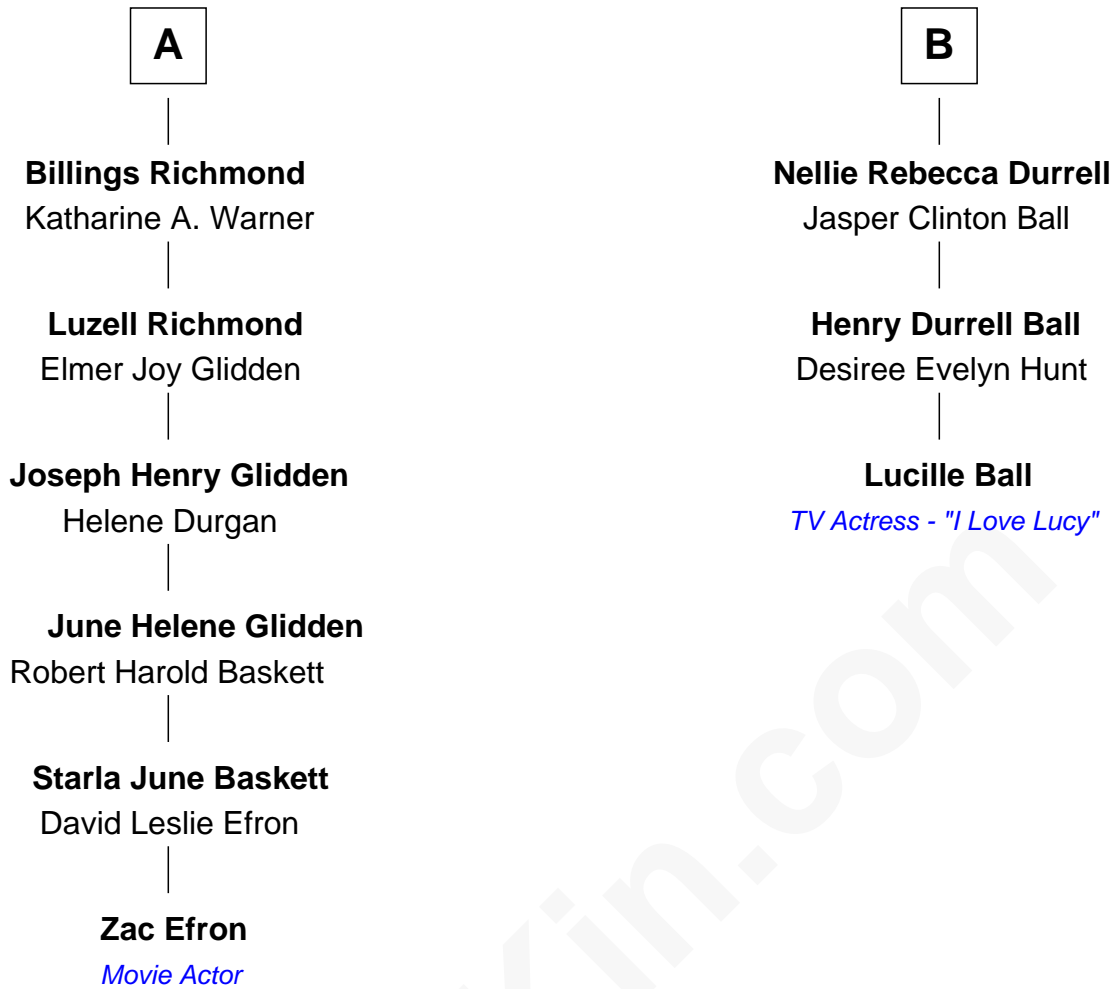 A
Billings Richmond
Katharine A. Warner
Luzell Richmond
Elmer Joy Glidden
Joseph Henry Glidden
Helene Durgan
June Helene Glidden
Robert Harold Baskett
Starla June Baskett
David Leslie Efron
Zac Efron
Movie Actor
B
Nellie Rebecca Durrell
Jasper Clinton Ball
Henry Durrell Ball
Desiree Evelyn Hunt
Lucille Ball
TV Actress - "I Love Lucy"
Kin.com